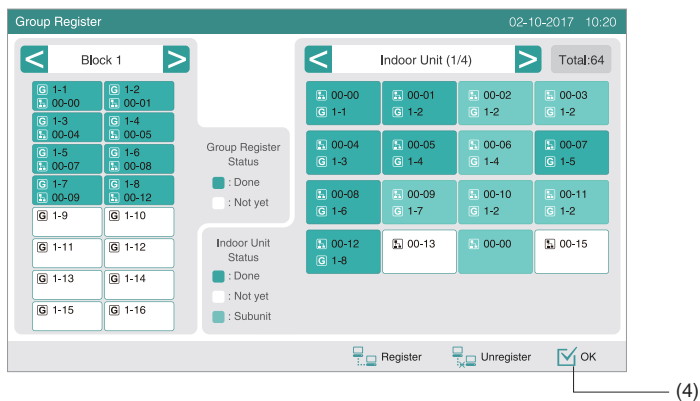 Group Register 02-10-2017 10:20
< Block 1 >
G 1-1 G 1-2
00-00 00-01
G 1-3 G 1-4
00-04 00-05
G 1-5 G 1-6
00-07 00-08
G 1-7 G 1-8
00-09 00-12
G 1-9 G 1-10
G 1-11 G 1-12
G 1-13 G 1-14
G 1-15 G 1-16
Group Register
Status
: Done
: Not yet
Indoor Unit
Status
: Done
: Not yet
: Subunit
< Indoor Unit (1/4) > Total:64
00-00 00-01 00-02 00-03
G 1-1 G 1-2 G 1-2 G 1-2
00-04 00-05 00-06 00-07
G 1-3 G 1-4 G 1-4 G 1-5
00-08 00-09 00-10 00-11
G 1-6 G 1-7 G 1-2 G 1-2
00-12 00-13 00-00 00-15
G 1-8
Register Unregister OK
(4)